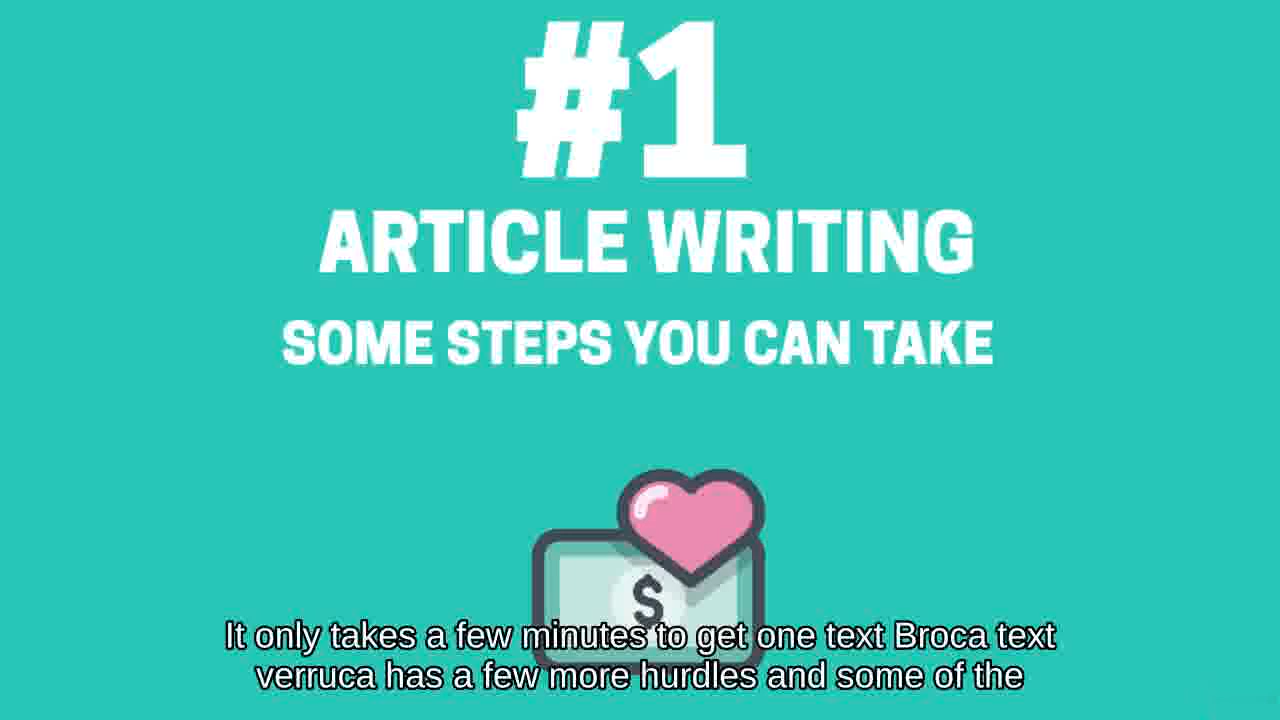 #1
ARTICLE WRITING
SOME STEPS YOU CAN TAKE
$
It only takes a few minutes to get one text Broca text
verruca has a few more hurdles and some of the